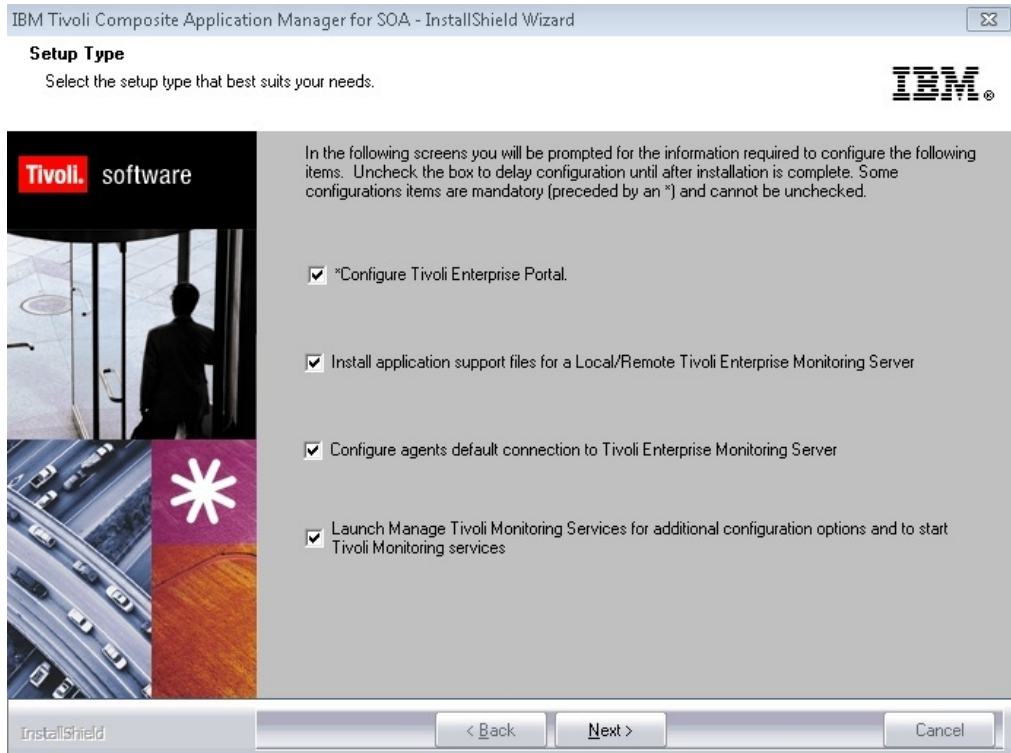 IBM Tivoli Composite Application Manager for SOA - InstallShield Wizard
Setup Type
Select the setup type that best suits your needs.
IBM®
Tivoli. software
In the following screens you will be prompted for the information required to configure the following
items. Uncheck the box to delay configuration until after installation is complete. Some
configurations items are mandatory (preceded by an *) and cannot be unchecked.
*Configure Tivoli Enterprise Portal.
Install application support files for a Local/Remote Tivoli Enterprise Monitoring Server
Configure agents default connection to Tivoli Enterprise Monitoring Server
Launch Manage Tivoli Monitoring Services for additional configuration options and to start
Tivoli Monitoring services
InstallShield
< Back
Next >
Cancel